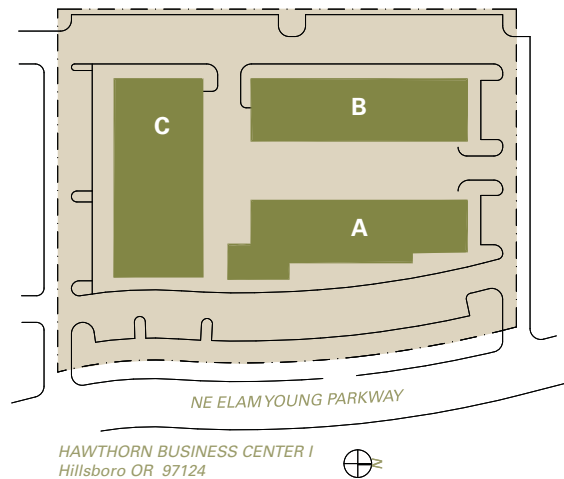 C
B
A
NE ELAM YOUNG PARKWAY
HAWTHORN BUSINESS CENTER I
Hillsboro OR 97124
N